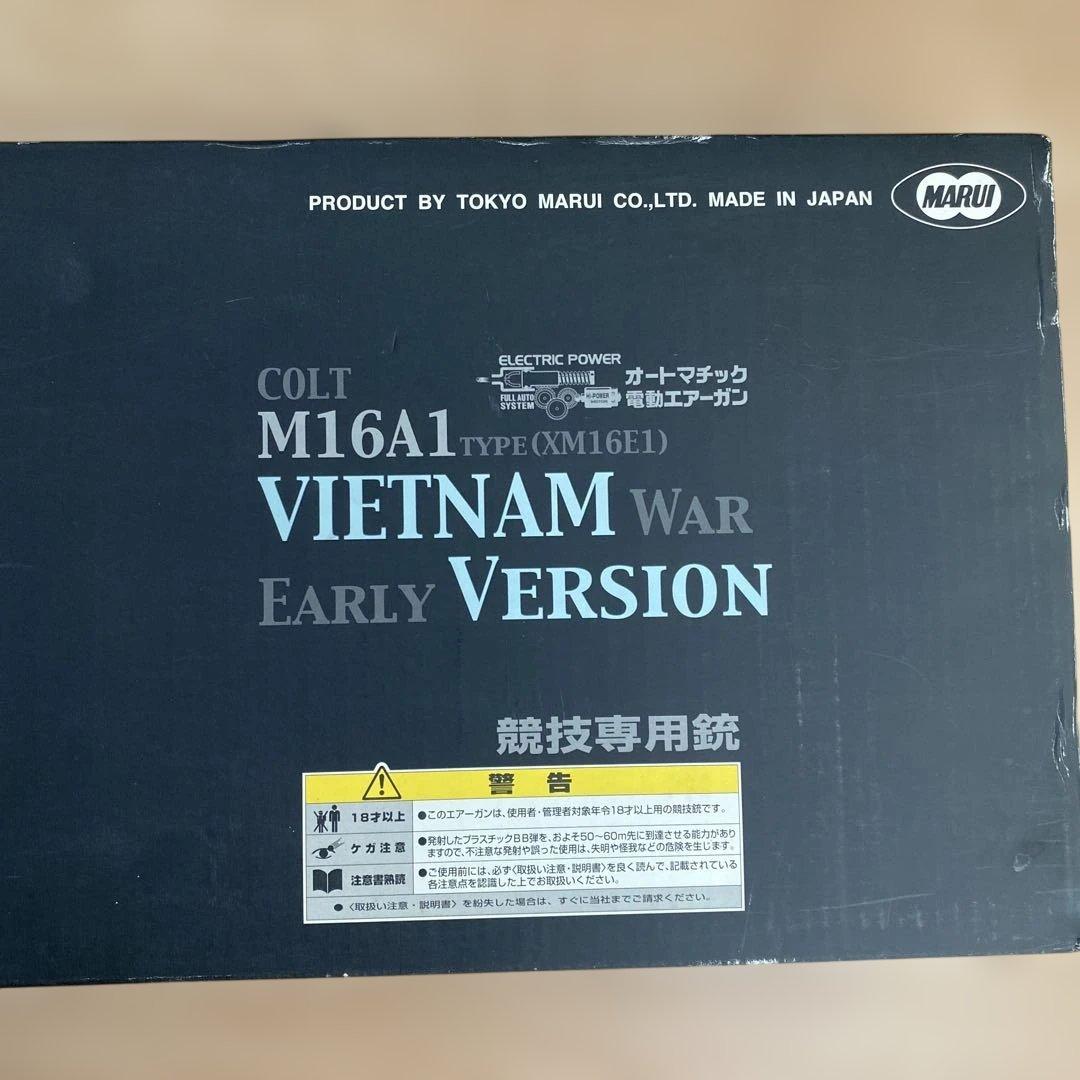 PRODUCT BY TOKYO MARUI CO.,LTD. MADE IN JAPAN
MARUI
ELECTRIC POWER
FULL AUTO
SYSTEM
HI-POWER
オートマチック
電動エアーガン
COLT
M16A1 TYPE (XM16E1)
VIETNAM WAR
EARLY VERSION
競技専用銃
警告
18才以上
●このエアーガンは、使用者・管理者対象年令18才以上用の競技銃です。
ケガ注意
●発射したプラスチックBB弾を、およそ50〜60m先に到達させる能力があり
ますので、不注意な発射や誤った使用は、失明や怪我などの危険を生じます。
注意書熟読
●ご使用前には、必ず〈取扱い注意・説明書〉を良く読んで、記載されている
各注意点を認識した上でお取扱いください。
●〈取扱い注意・説明書〉を紛失した場合は、すぐに当社までご請求ください。